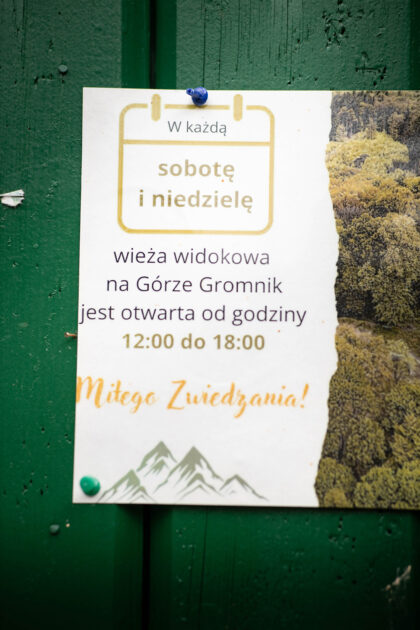 W każdą
sobotę
i niedzielę
wieża widokowa
na Górze Gromnik
jest otwarta od godziny
12:00 do 18:00
Miłego Zwiedzania!